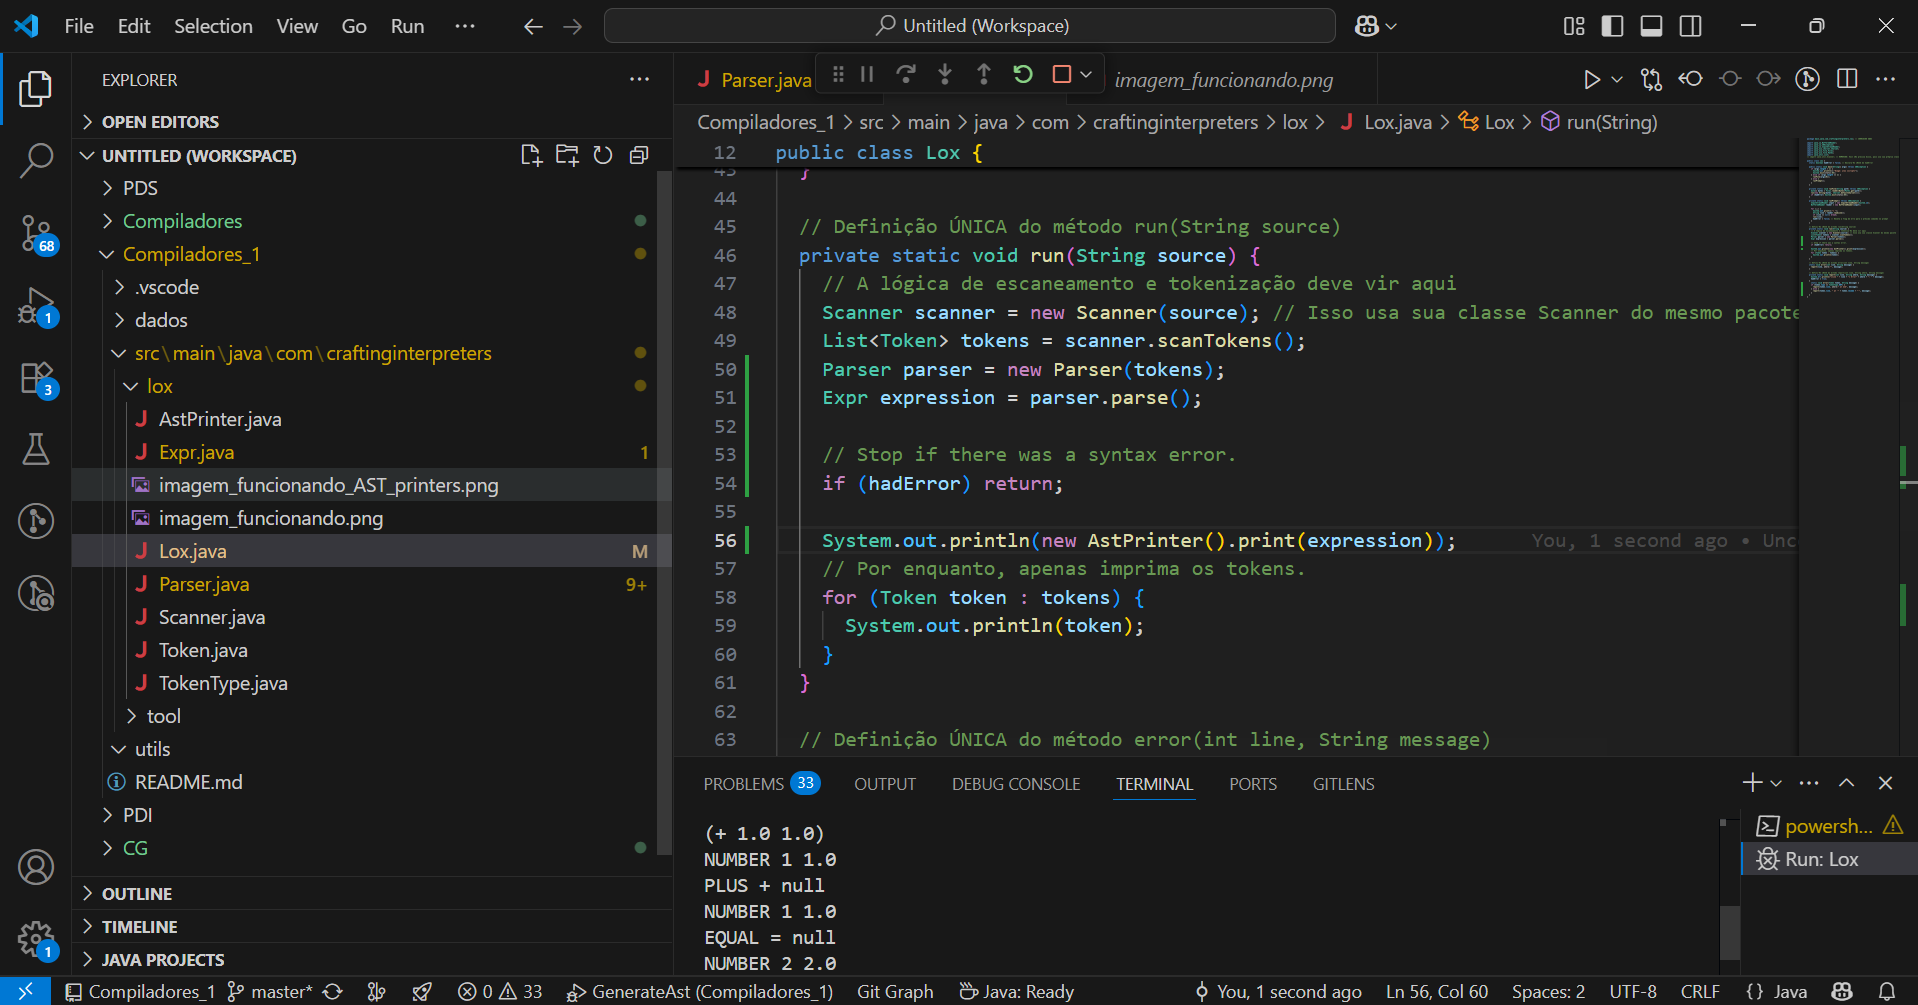 File Edit Selection View Go Run ··· Untitled (Workspace)
EXPLORER
OPEN EDITORS
UNTITLED (WORKSPACE)
PDS
Compiladores
Compiladores_1
.vscode
dados
src\main\java\com\craftinginterpreters
lox
AstPrinter.java
Expr.java 1
imagem_funcionando_AST_printers.png
imagem_funcionando.png
Lox.java M
Parser.java 9+
Scanner.java
Token.java
TokenType.java
tool
utils
README.md
PDI
CG
OUTLINE
TIMELINE
JAVA PROJECTS
68
1
3
1
Parser.java imagem_funcionando.png
Compiladores_1 > src > main > java > com > craftinginterpreters > lox > Lox.java > Lox > run(String)
12 public class Lox {
43 }
44
45 // Definição ÚNICA do método run(String source)
46 private static void run(String source) {
47 // A lógica de escaneamento e tokenização deve vir aqui
48 Scanner scanner = new Scanner(source); // Isso usa sua classe Scanner do mesmo pacote
49 List<Token> tokens = scanner.scanTokens();
50 Parser parser = new Parser(tokens);
51 Expr expression = parser.parse();
52
53 // Stop if there was a syntax error.
54 if (hadError) return;
55
56 System.out.println(new AstPrinter().print(expression)); You, 1 second ago • Unc
57 // Por enquanto, apenas imprima os tokens.
58 for (Token token : tokens) {
59 System.out.println(token);
60 }
61 }
62
63 // Definição ÚNICA do método error(int line, String message)
PROBLEMS 33 OUTPUT DEBUG CONSOLE TERMINAL PORTS GITLENS
(+ 1.0 1.0)
NUMBER 1 1.0
PLUS + null
NUMBER 1 1.0
EQUAL = null
NUMBER 2 2.0
powersh...
Run: Lox
Compiladores_1 master* 0 33 GenerateAst (Compiladores_1) Git Graph Java: Ready You, 1 second ago Ln 56, Col 60 Spaces: 2 UTF-8 CRLF {} Java